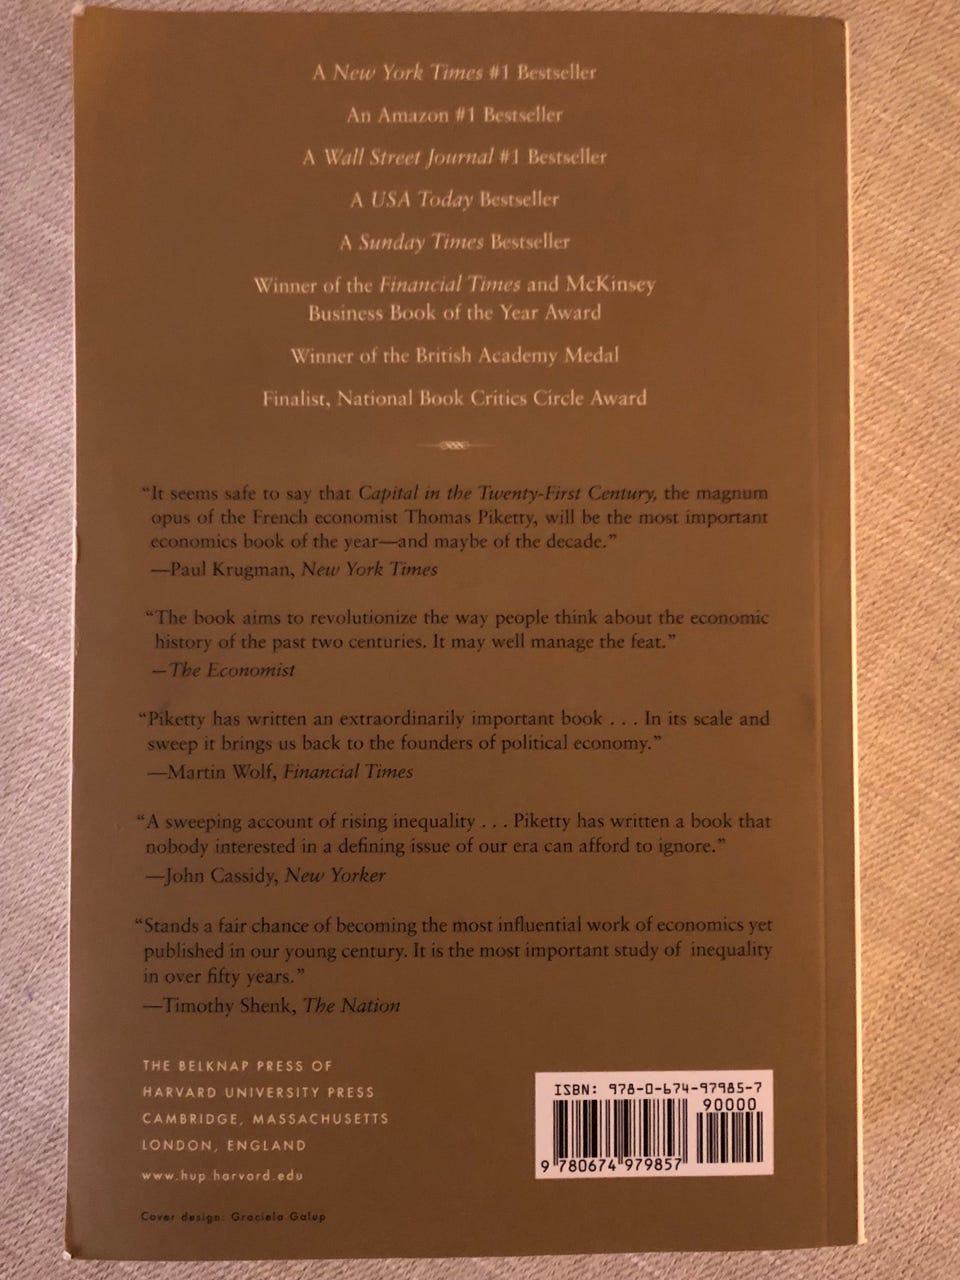 A New York Times #1 Bestseller
An Amazon #1 Bestseller
A Wall Street Journal #1 Bestseller
A USA Today Bestseller
A Sunday Times Bestseller
Winner of the Financial Times and McKinsey
Business Book of the Year Award
Winner of the British Academy Medal
Finalist, National Book Critics Circle Award
“It seems safe to say that Capital in the Twenty-First Century, the magnum
opus of the French economist Thomas Piketty, will be the most important
economics book of the year—and maybe of the decade.”
—Paul Krugman, New York Times
“The book aims to revolutionize the way people think about the economic
history of the past two centuries. It may well manage the feat.”
—The Economist
“Piketty has written an extraordinarily important book . . . In its scale and
sweep it brings us back to the founders of political economy.”
—Martin Wolf, Financial Times
“A sweeping account of rising inequality . . . Piketty has written a book that
nobody interested in a defining issue of our era can afford to ignore.”
—John Cassidy, New Yorker
“Stands a fair chance of becoming the most influential work of economics yet
published in our young century. It is the most important study of inequality
in over fifty years.”
—Timothy Shenk, The Nation
THE BELKNAP PRESS OF
HARVARD UNIVERSITY PRESS
CAMBRIDGE, MASSACHUSETTS
LONDON, ENGLAND
www.hup.harvard.edu
Cover design: Graciela Galup
ISBN: 978-0-674-97985-7
90000
9 780674 979857